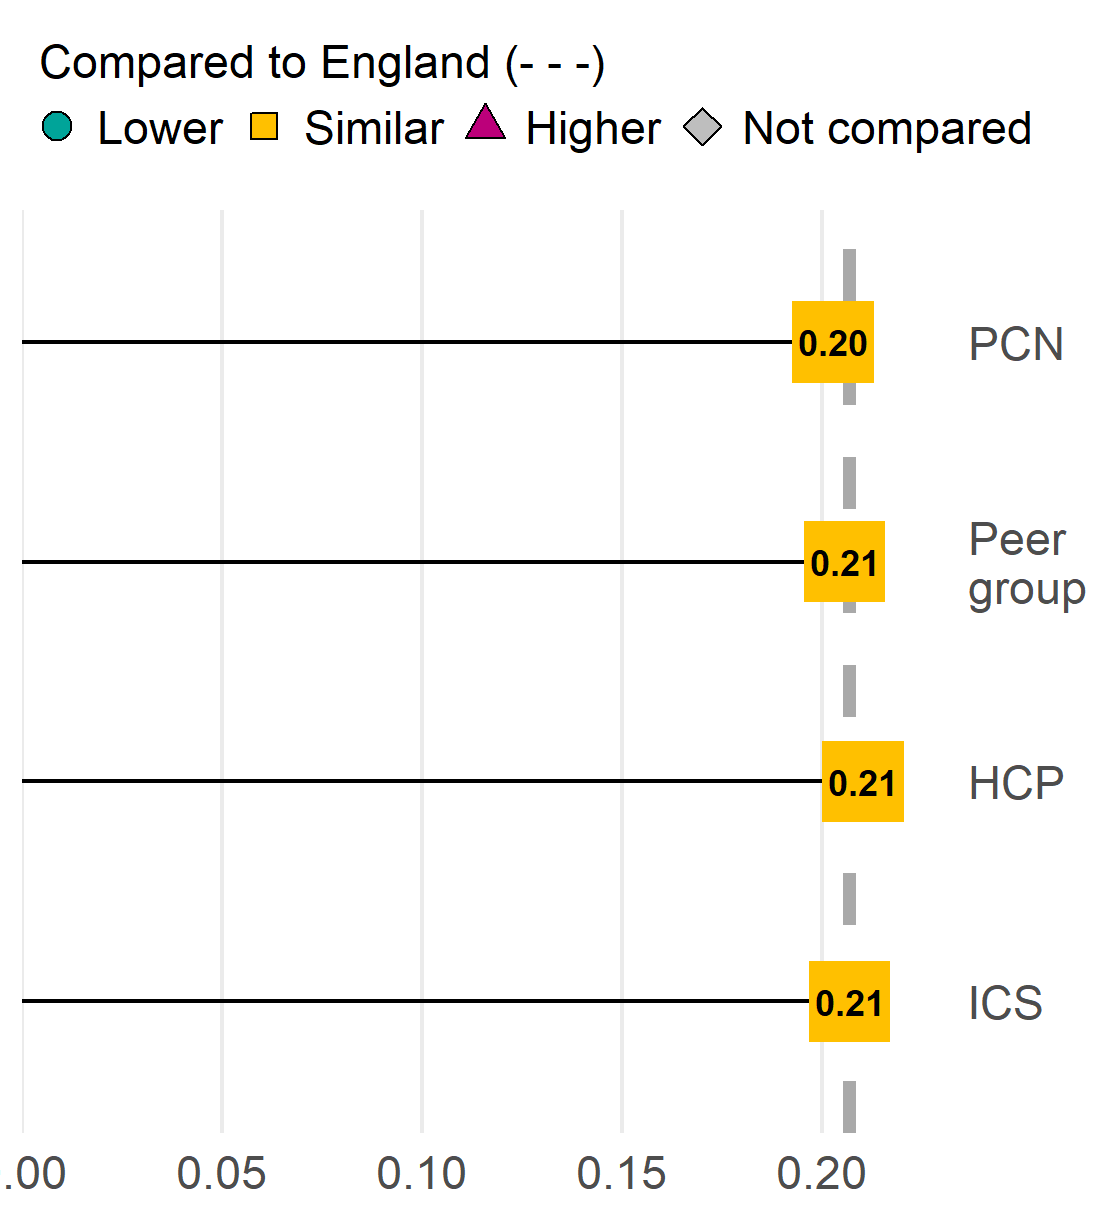 Compared to England (- - -)
Lower Similar Higher Not compared
0.20 PCN
0.21 Peer
group
0.21 HCP
0.21 ICS
.00 0.05 0.10 0.15 0.20